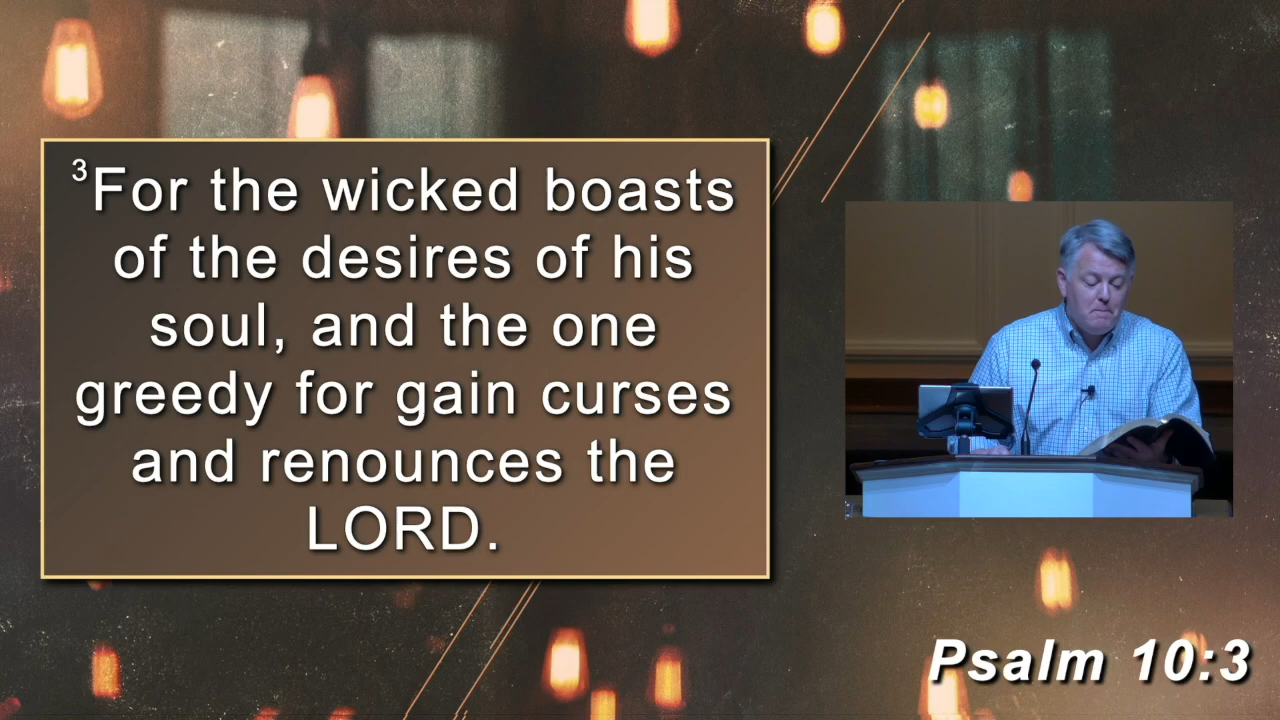 ³For the wicked boasts
of the desires of his
soul, and the one
greedy for gain curses
and renounces the
LORD.
Psalm 10:3